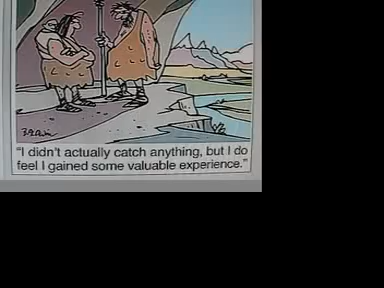 "I didn't actually catch anything, but I do
feel I gained some valuable experience."